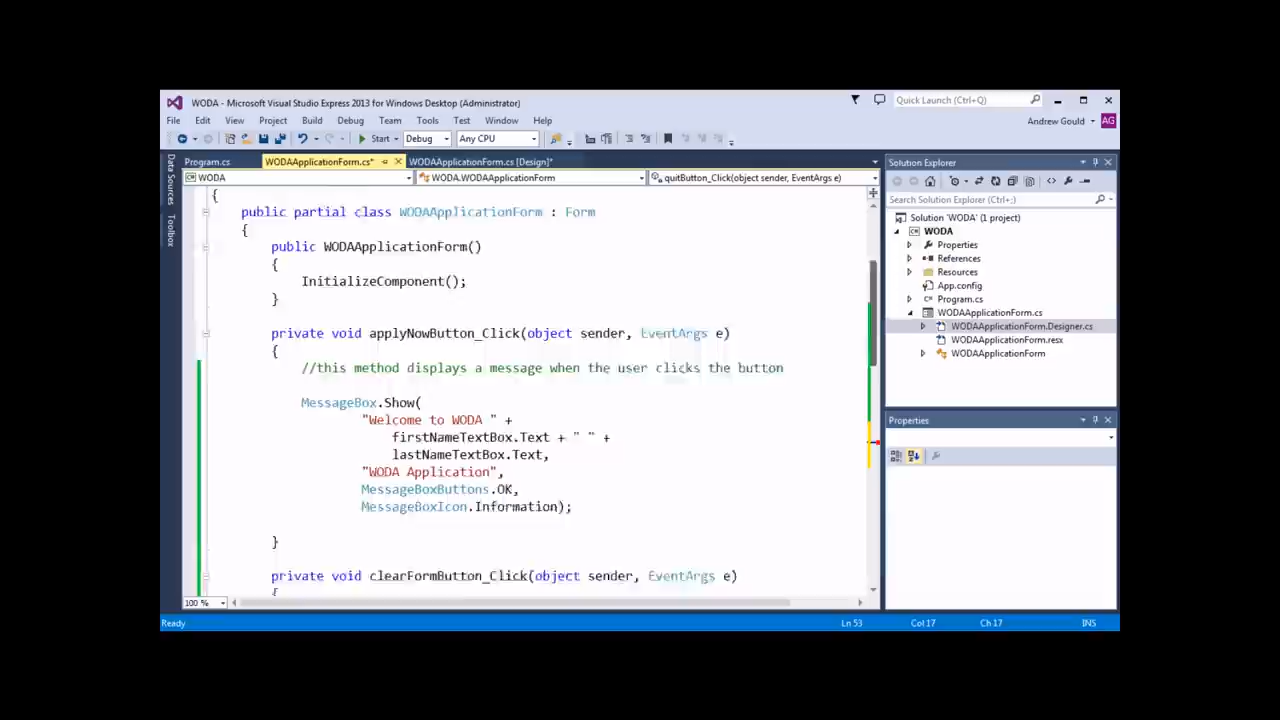 WODA - Microsoft Visual Studio Express 2013 for Windows Desktop (Administrator)
Quick Launch (Ctrl+Q)
File Edit View Project Build Debug Team Tools Test Window Help
Andrew Gould AG
Start Debug Any CPU
Program.cs WODAApplicationForm.cs* WODAApplicationForm.cs [Design]*
WODA WODA.WODAApplicationForm quitButton_Click(object sender, EventArgs e)
Data Sources
Toolbox
{
public partial class WODAApplicationForm : Form
{
public WODAApplicationForm()
{
InitializeComponent();
}
private void applyNowButton_Click(object sender, EventArgs e)
{
//this method displays a message when the user clicks the button
MessageBox.Show(
"Welcome to WODA " +
firstNameTextBox.Text + " " +
lastNameTextBox.Text,
"WODA Application",
MessageBoxButtons.OK,
MessageBoxIcon.Information);
}
private void clearFormButton_Click(object sender, EventArgs e)
{
100 %
Solution Explorer
Search Solution Explorer (Ctrl+;)
Solution 'WODA' (1 project)
WODA
Properties
References
Resources
App.config
Program.cs
WODAApplicationForm.cs
WODAApplicationForm.Designer.cs
WODAApplicationForm.resx
WODAApplicationForm
Properties
Ready Ln 53 Col 17 Ch 17 INS